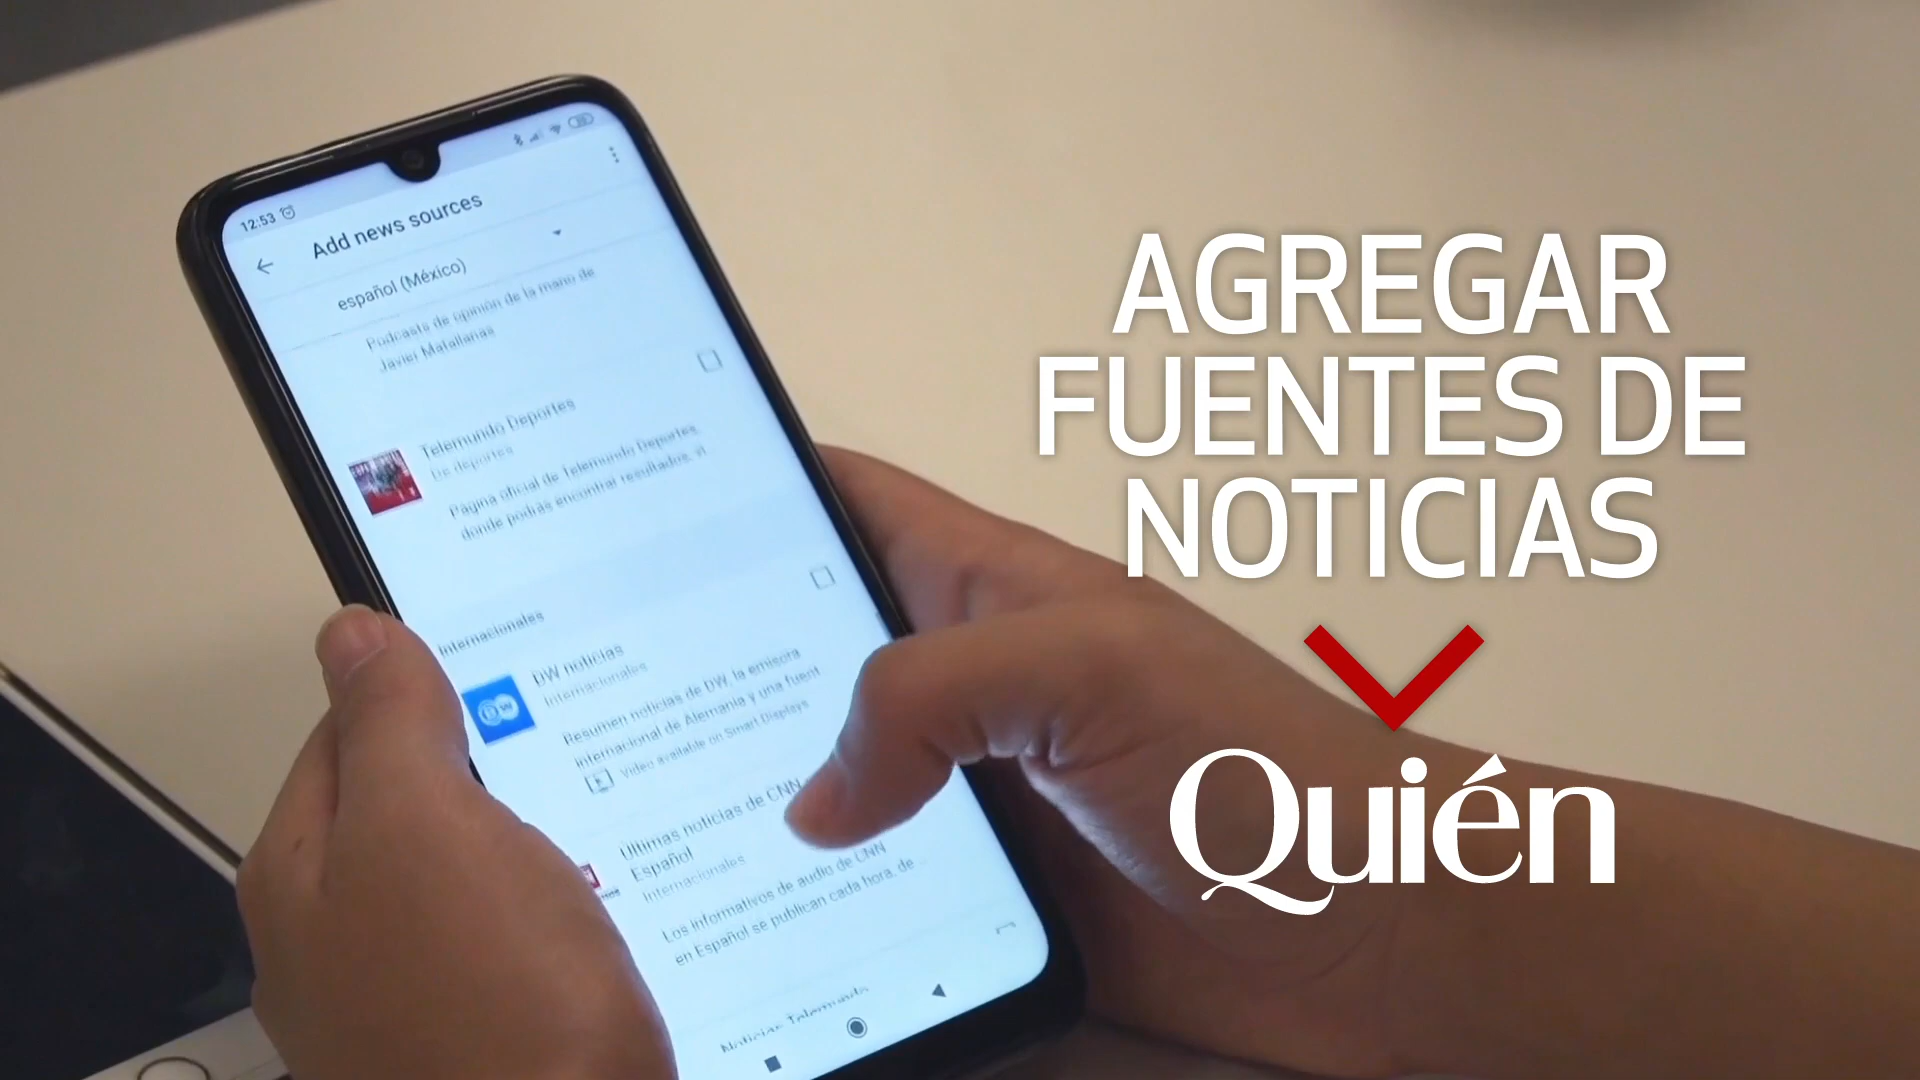 12:53
Add news sources
español (México)
Podcasts de opinión de la mano de
Javier Matallanas
Telemundo Deportes
De deportes
Página oficial de Telemundo Deportes,
donde podrás encontrar resultados, vi
Internacionales
DW noticias
Internacionales
Resumen noticias de DW, la emisora
internacional de Alemania y una fuent
Video available on Smart Displays
Últimas noticias de CNN
Español
Internacionales
Los informativos de audio de CNN
en Español se publican cada hora, de
Noticias Telemundo
AGREGAR
FUENTES DE
NOTICIAS
Quién